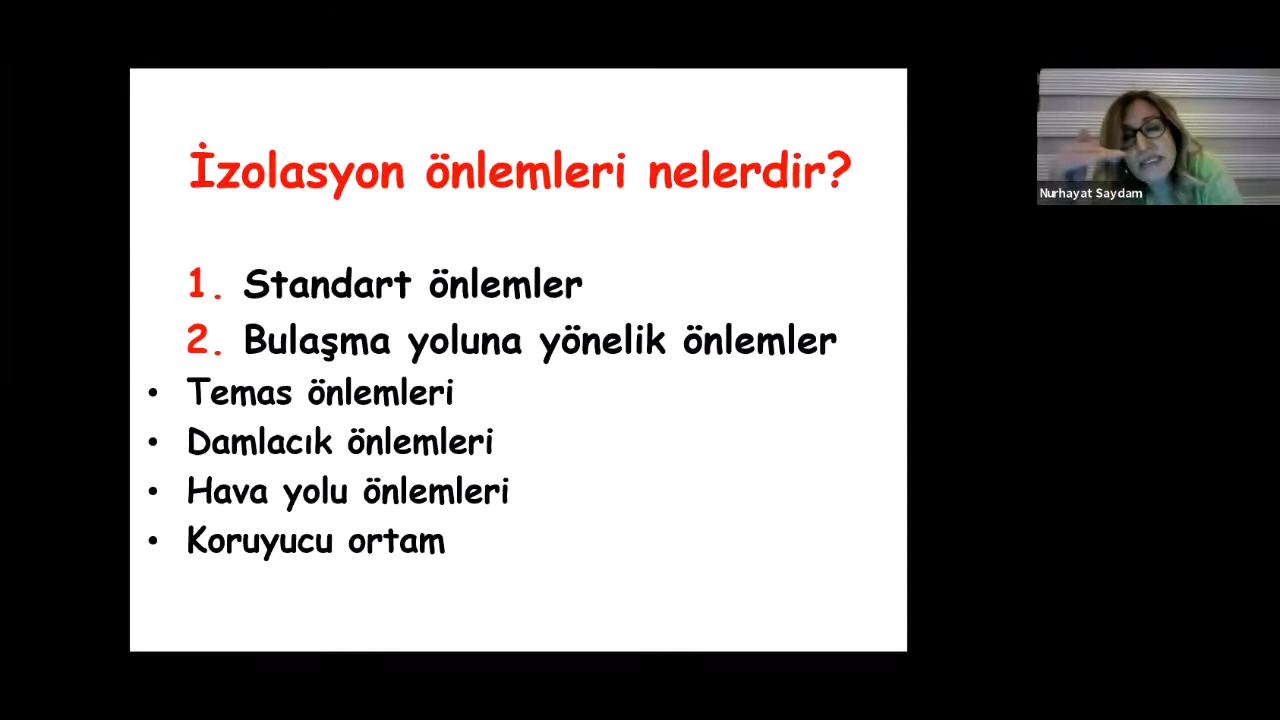 İzolasyon önlemleri nelerdir?
1. Standart önlemler
2. Bulaşma yoluna yönelik önlemler
• Temas önlemleri
• Damlacık önlemleri
• Hava yolu önlemleri
• Koruyucu ortam
Nurhayat Saydam